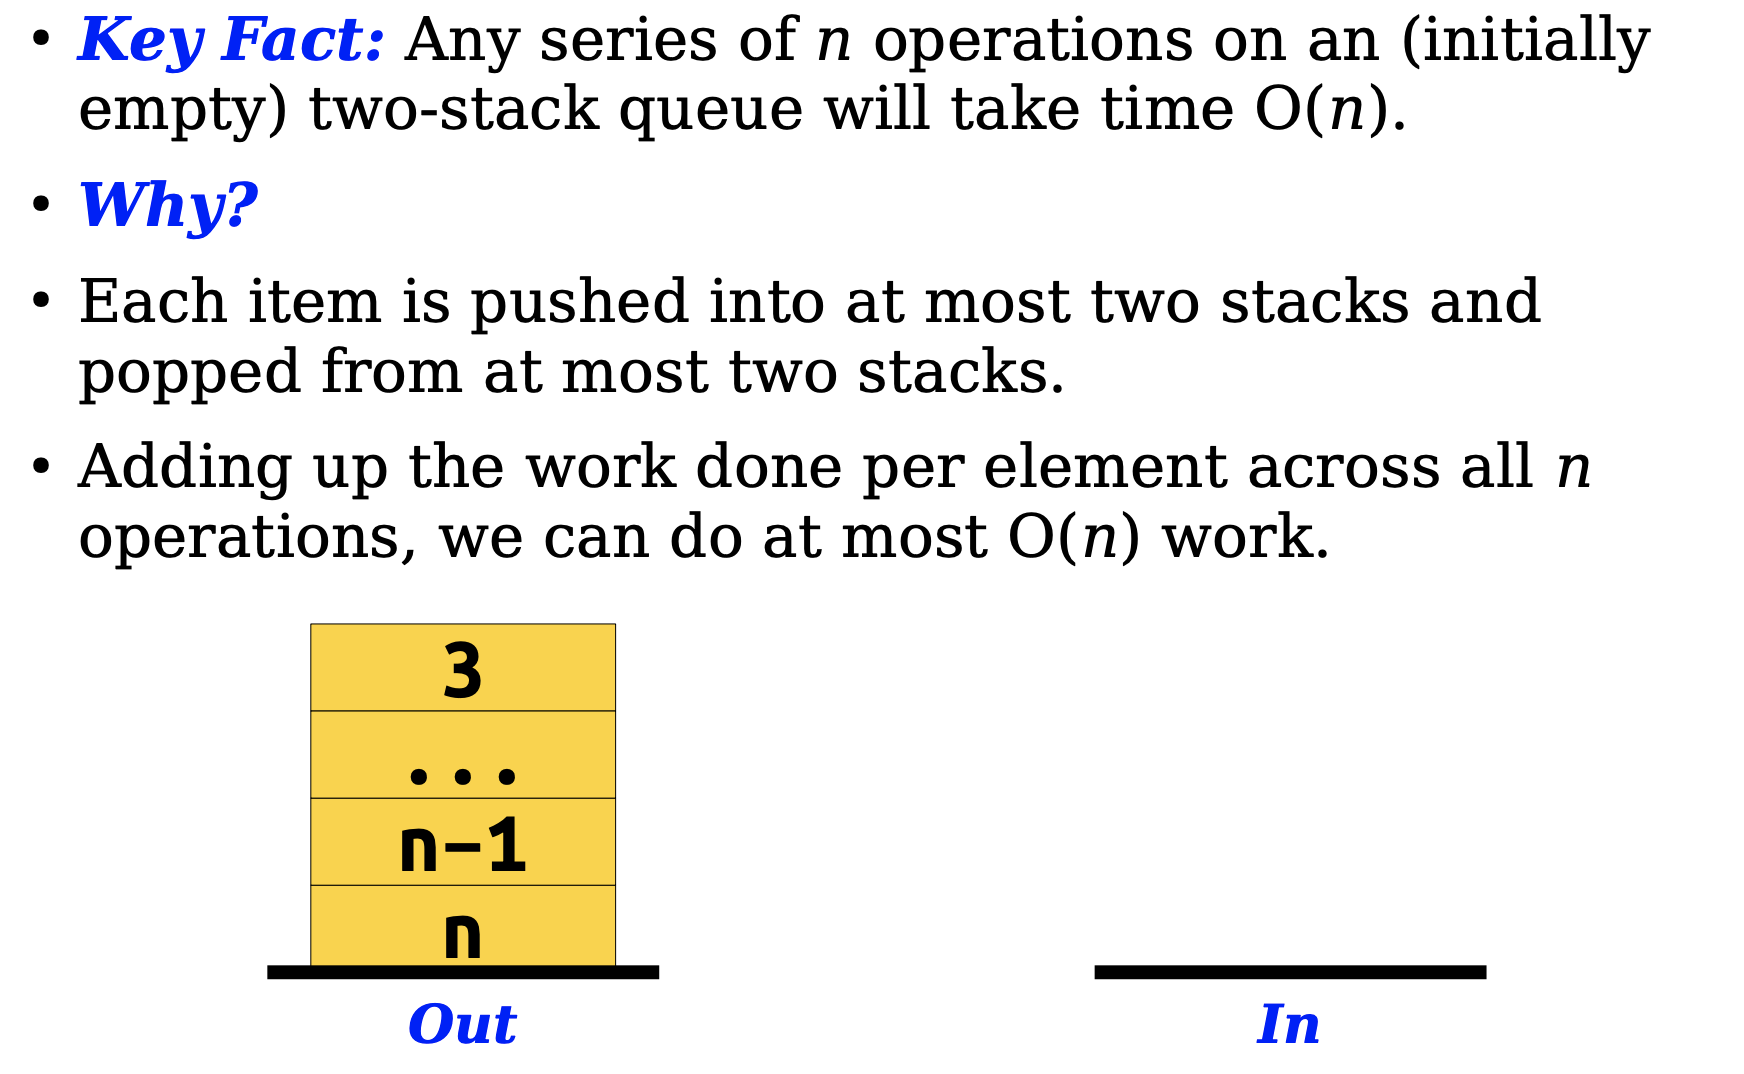 • Key Fact: Any series of n operations on an (initially
empty) two-stack queue will take time O(n).
• Why?
• Each item is pushed into at most two stacks and
popped from at most two stacks.
• Adding up the work done per element across all n
operations, we can do at most O(n) work.
3
...
n-1
n
Out
In